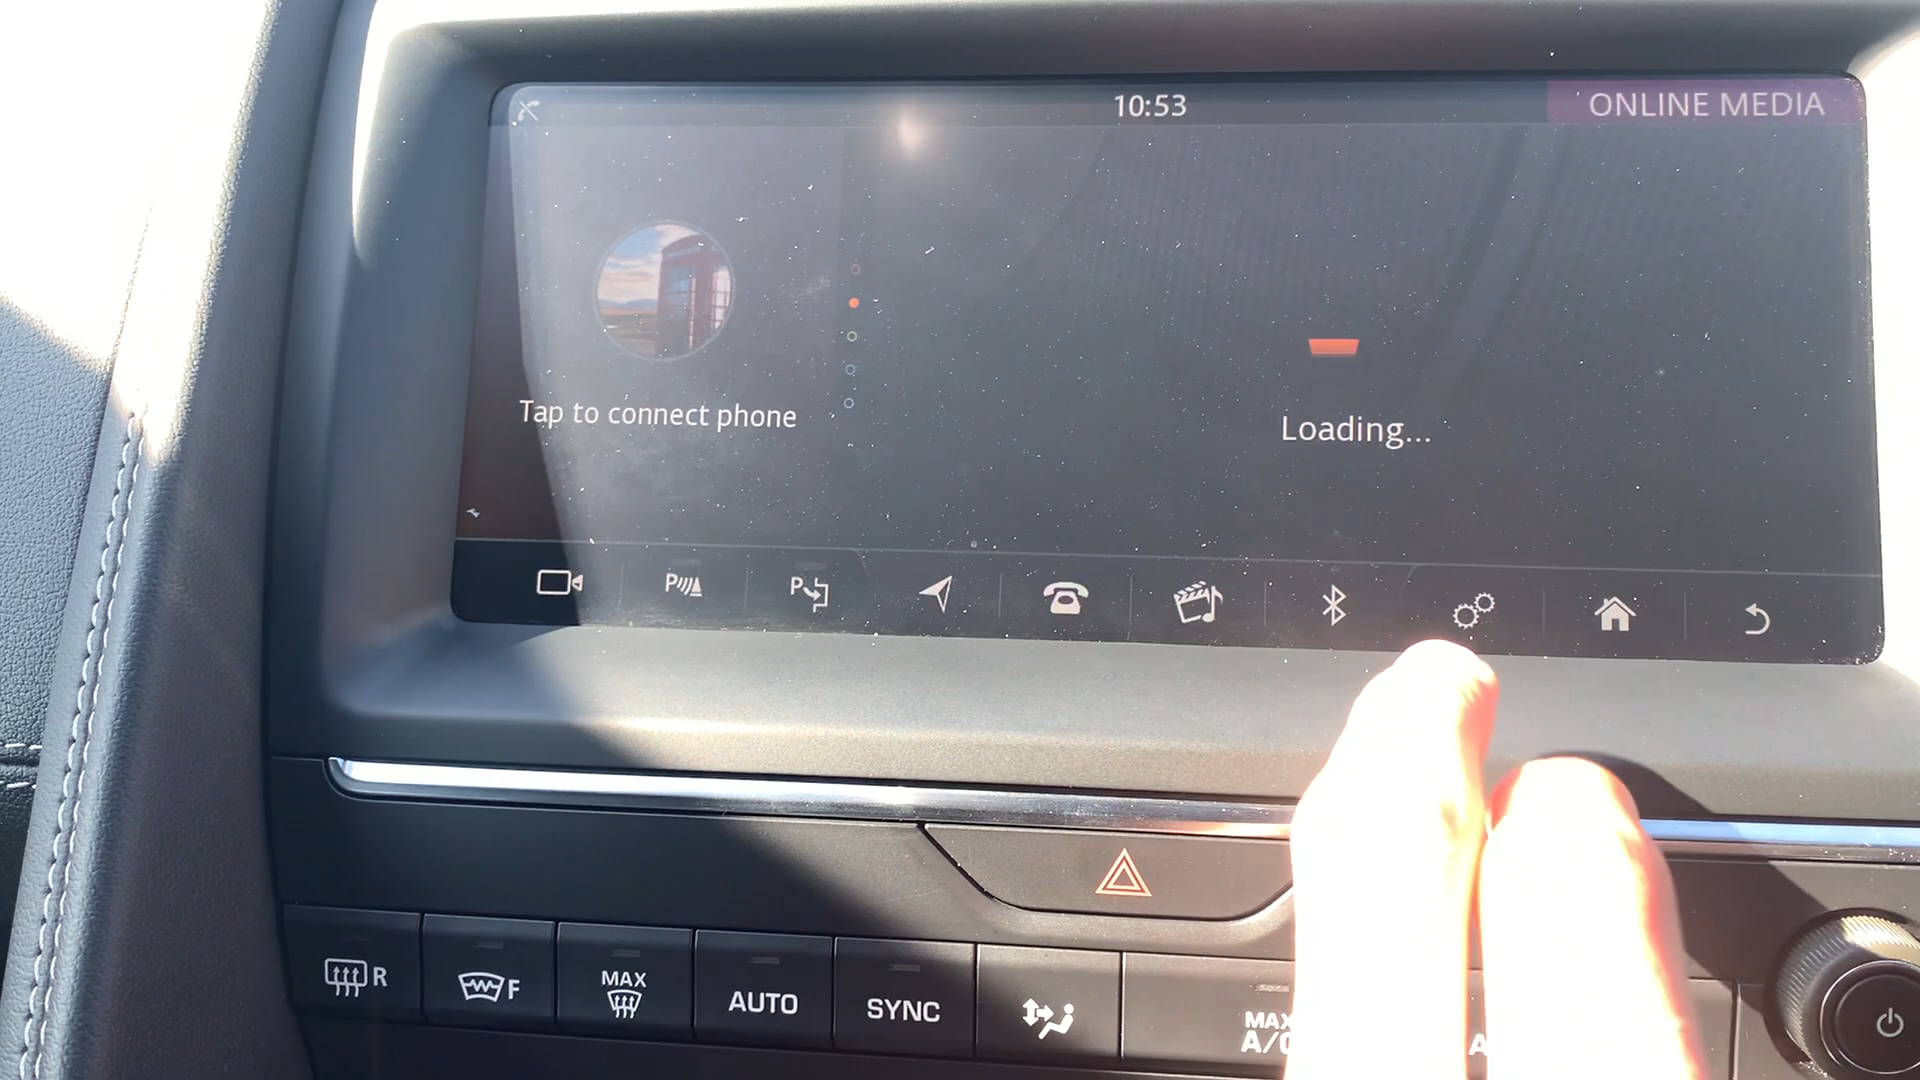 10:53
ONLINE MEDIA
Tap to connect phone
Loading...
P
P
R
F
MAX
AUTO
SYNC
MAX
A/C
A